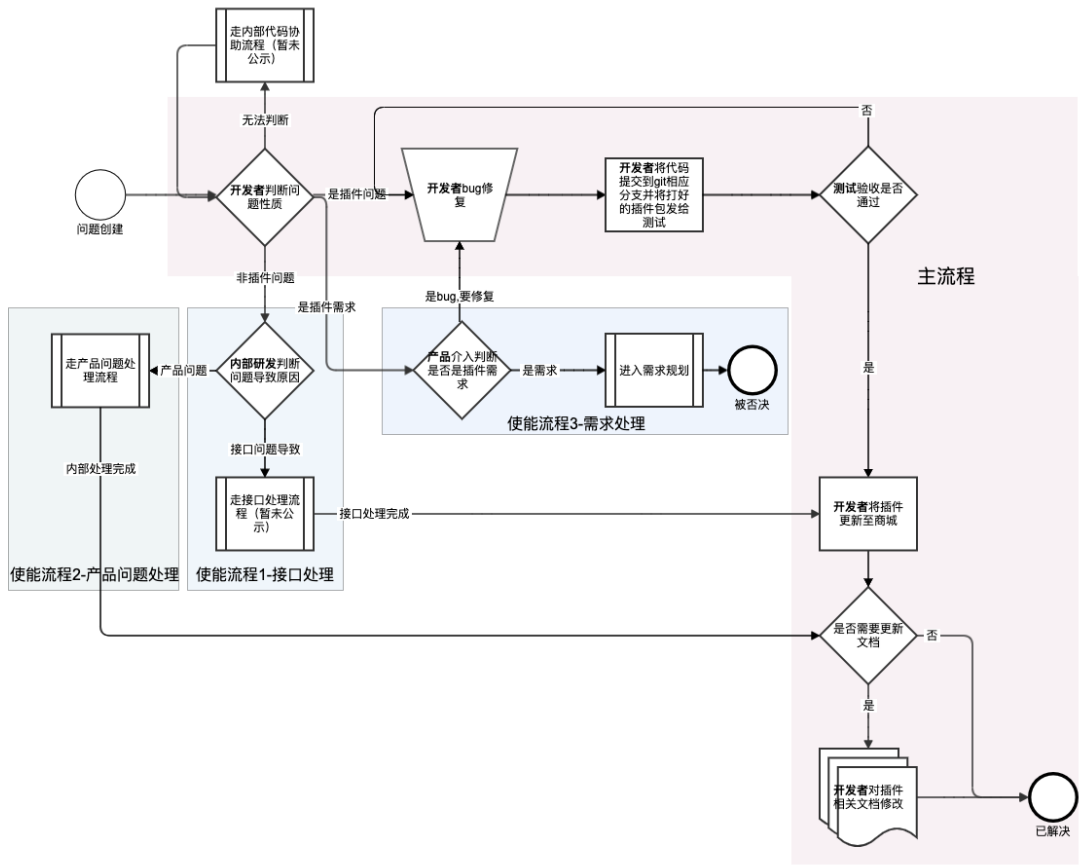 走内部代码协
助流程（暂未
公示）
无法判断
否
问题创建
开发者判断问
题性质
是插件问题
开发者bug修
复
开发者将代码
提交到git相应
分支并将打好
的插件包发给
测试
测试验收是否
通过
主流程
非插件问题
是插件需求
是bug,要修复
走产品问题处
理流程
产品问题
内部研发判断
问题导致原因
产品介入判断
是否是插件需
求
是需求
进入需求规划
被否决
使能流程3-需求处理
是
接口问题导致
内部处理完成
走接口处理流
程（暂未公
示）
接口处理完成
开发者将插件
更新至商城
使能流程2-产品问题处理
使能流程1-接口处理
是否需要更新
文档
否
是
开发者对插件
相关文档修改
已解决